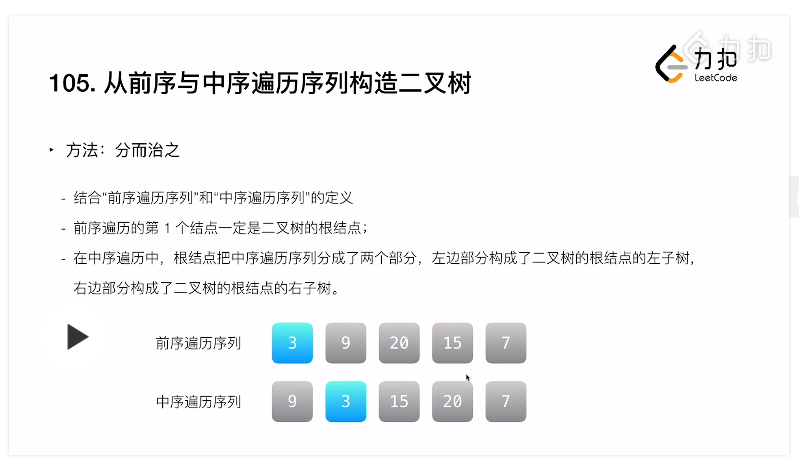 力扣
力扣
LeetCode
105. 从前序与中序遍历序列构造二叉树
‣ 方法：分而治之
- 结合“前序遍历序列”和“中序遍历序列”的定义
- 前序遍历的第 1 个结点一定是二叉树的根结点；
- 在中序遍历中，根结点把中序遍历序列分成了两个部分，左边部分构成了二叉树的根结点的左子树，
右边部分构成了二叉树的根结点的右子树。
前序遍历序列 3 9 20 15 7
中序遍历序列 9 3 15 20 7